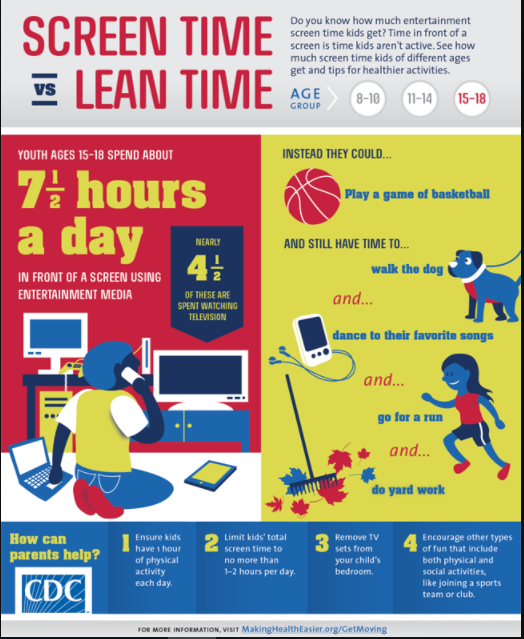 SCREEN TIME
VS LEAN TIME
Do you know how much entertainment
screen time kids get? Time in front of a
screen is time kids aren't active. See how
much screen time kids of different ages
get and tips for healthier activities.
AGE
GROUP
8–10
11–14
15–18
YOUTH AGES 15-18 SPEND ABOUT
7½ hours
a day
IN FRONT OF A SCREEN USING
ENTERTAINMENT MEDIA
NEARLY
4½
OF THESE ARE
SPENT WATCHING
TELEVISION
INSTEAD THEY COULD...
Play a game of basketball
AND STILL HAVE TIME TO...
walk the dog
and...
dance to their favorite songs
and...
go for a run
and...
do yard work
How can
parents help?
CDC
1 Ensure kids
have 1 hour
of physical
activity
each day.
2 Limit kids' total
screen time to
no more than
1–2 hours per day.
3 Remove TV
sets from
your child's
bedroom.
4 Encourage other types
of fun that include
both physical and
social activities,
like joining a sports
team or club.
FOR MORE INFORMATION, VISIT MakingHealthEasier.org/GetMoving